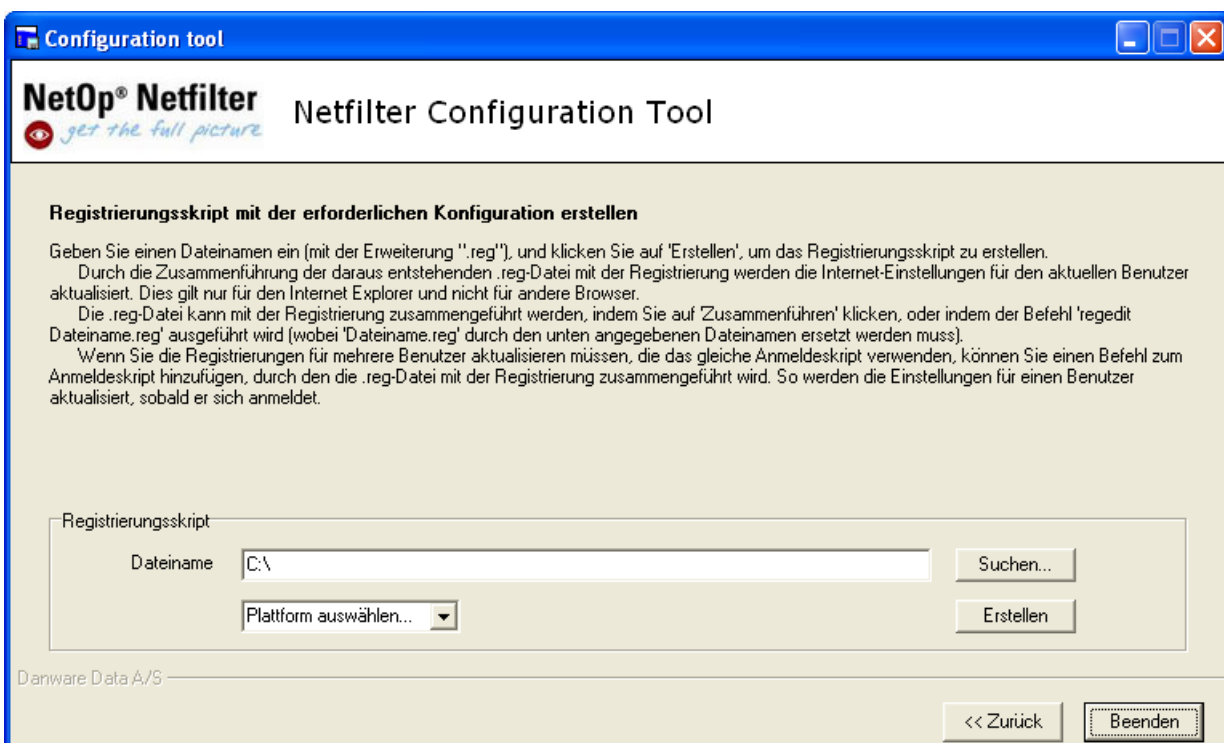 Configuration tool
NetOp® Netfilter
get the full picture
Netfilter Configuration Tool
Registrierungsskript mit der erforderlichen Konfiguration erstellen
Geben Sie einen Dateinamen ein (mit der Erweiterung ".reg"), und klicken Sie auf 'Erstellen', um das Registrierungsskript zu erstellen.
Durch die Zusammenführung der daraus entstehenden .reg-Datei mit der Registrierung werden die Internet-Einstellungen für den aktuellen Benutzer
aktualisiert. Dies gilt nur für den Internet Explorer und nicht für andere Browser.
Die .reg-Datei kann mit der Registrierung zusammengeführt werden, indem Sie auf 'Zusammenführen' klicken, oder indem der Befehl 'regedit
Dateiname.reg' ausgeführt wird (wobei 'Dateiname.reg' durch den unten angegebenen Dateinamen ersetzt werden muss).
Wenn Sie die Registrierungen für mehrere Benutzer aktualisieren müssen, die das gleiche Anmeldeskript verwenden, können Sie einen Befehl zum
Anmeldeskript hinzufügen, durch den die .reg-Datei mit der Registrierung zusammengeführt wird. So werden die Einstellungen für einen Benutzer
aktualisiert, sobald er sich anmeldet.
Registrierungsskript
Dateiname C:\ Suchen...
Plattform auswählen... Erstellen
Danware Data A/S
<< Zurück Beenden